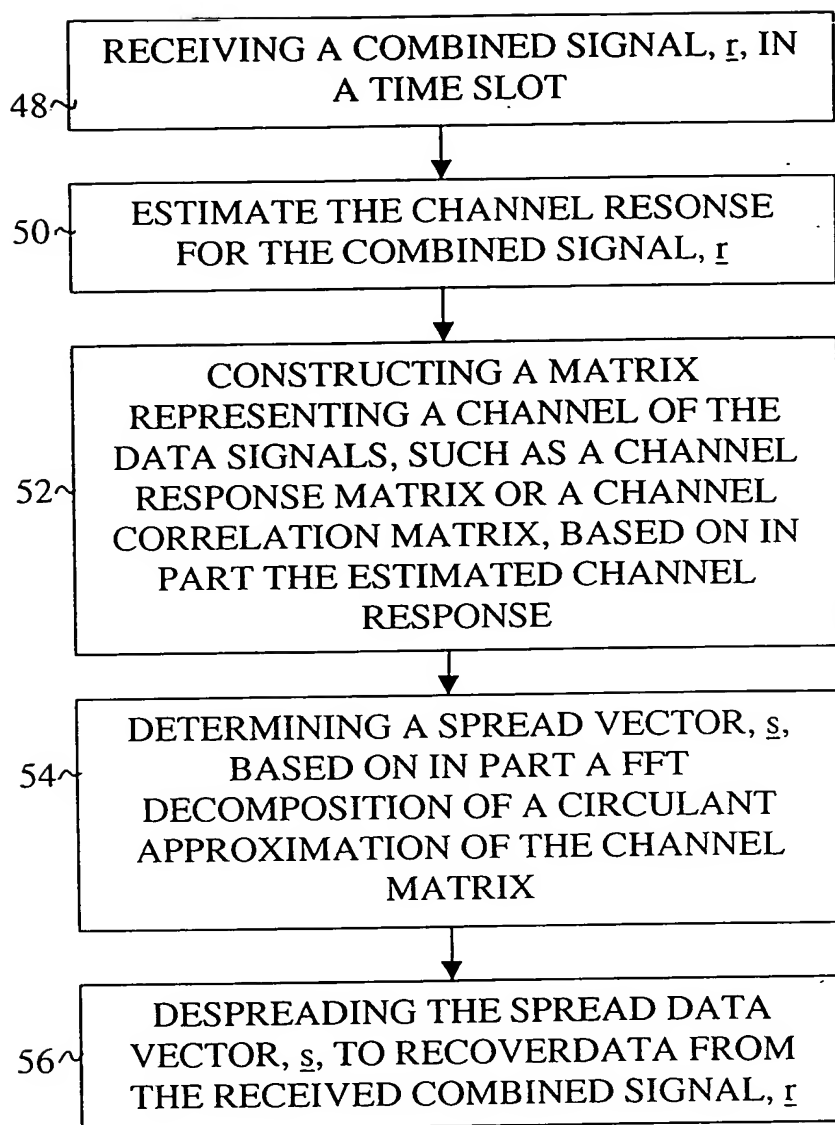 RECEIVING A COMBINED SIGNAL, r, IN
A TIME SLOT
48~
ESTIMATE THE CHANNEL RESONSE
FOR THE COMBINED SIGNAL, r
50~
CONSTRUCTING A MATRIX
REPRESENTING A CHANNEL OF THE
DATA SIGNALS, SUCH AS A CHANNEL
RESPONSE MATRIX OR A CHANNEL
CORRELATION MATRIX, BASED ON IN
PART THE ESTIMATED CHANNEL
RESPONSE
52~
DETERMINING A SPREAD VECTOR, s,
BASED ON IN PART A FFT
DECOMPOSITION OF A CIRCULANT
APPROXIMATION OF THE CHANNEL
MATRIX
54~
DESPREADING THE SPREAD DATA
VECTOR, s, TO RECOVERDATA FROM
THE RECEIVED COMBINED SIGNAL, r
56~